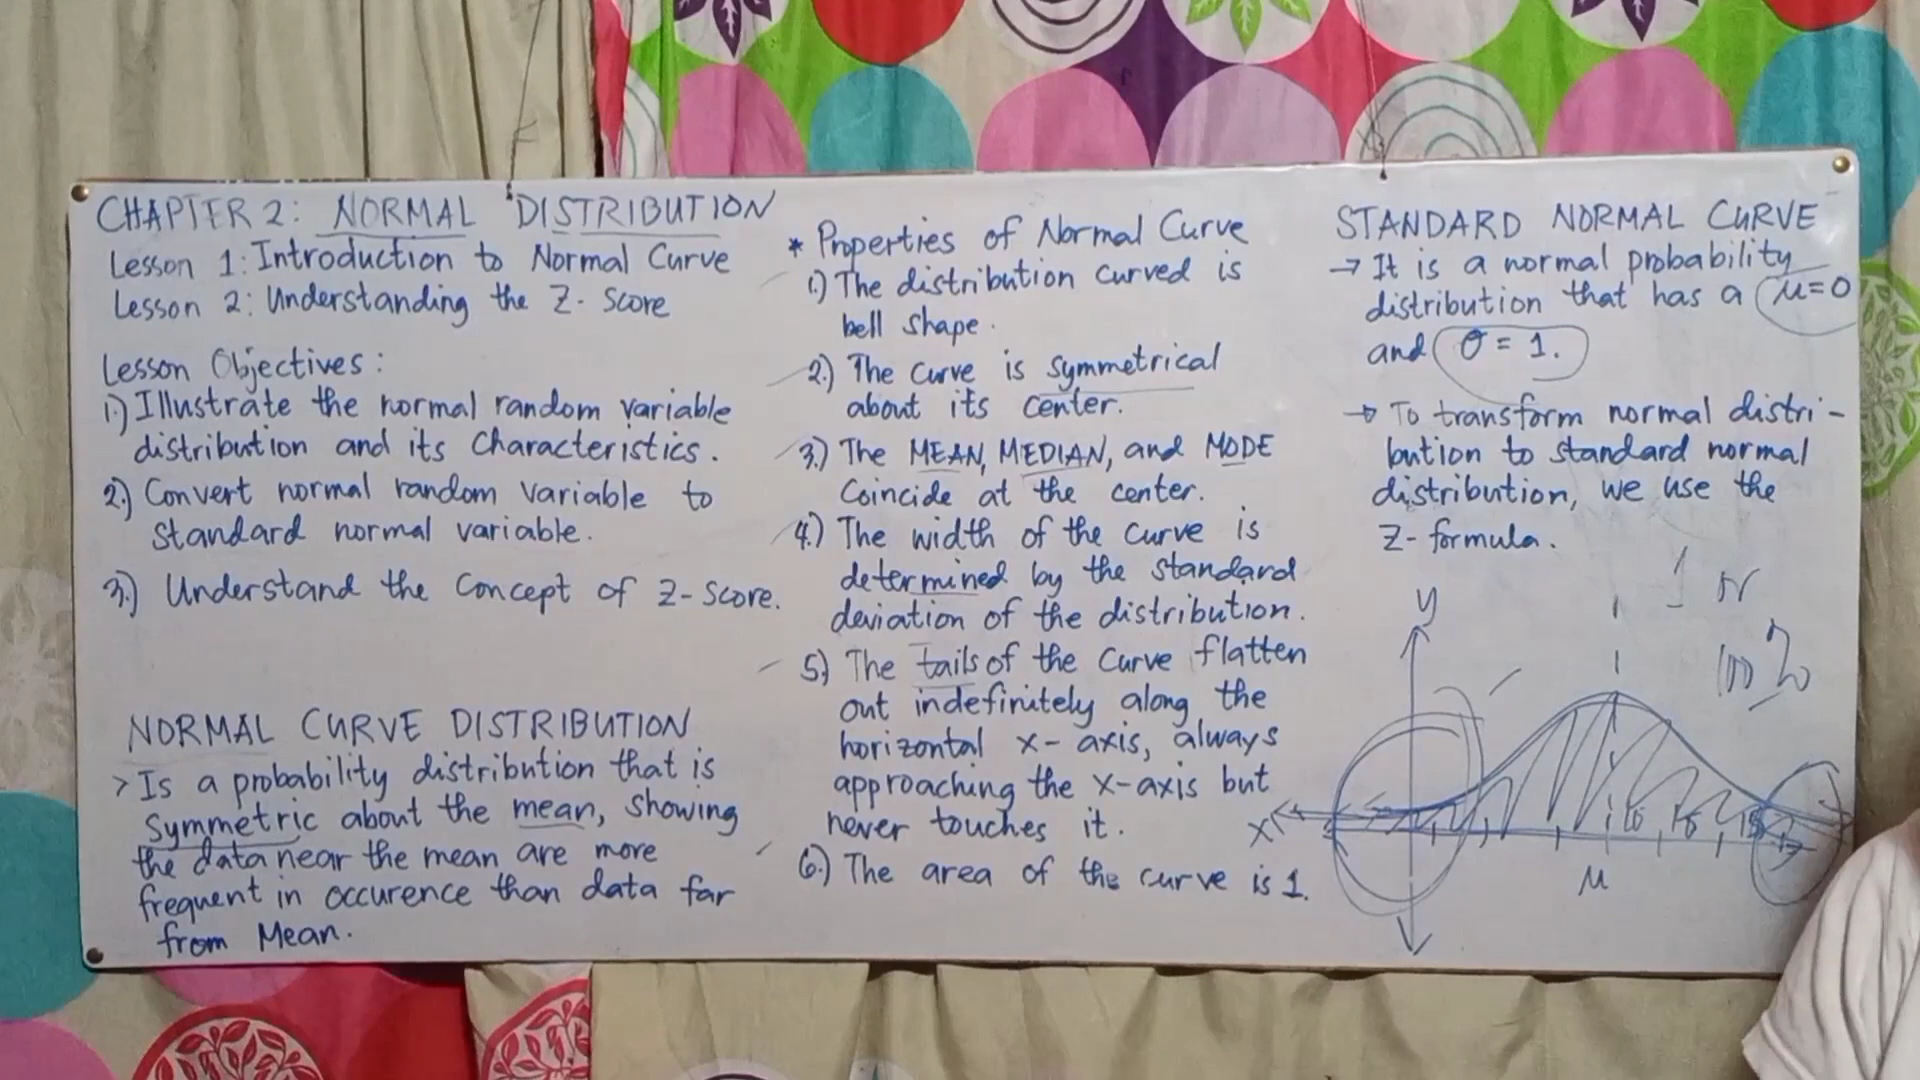 CHAPTER 2: NORMAL DISTRIBUTION
Lesson 1: Introduction to Normal Curve
Lesson 2: Understanding the Z-Score
Lesson Objectives:
1.) Illustrate the normal random variable
distribution and its characteristics.
2.) Convert normal random variable to
standard normal variable.
3.) Understand the Concept of Z-Score.
NORMAL CURVE DISTRIBUTION
> Is a probability distribution that is
Symmetric about the mean, showing
the data near the mean are more
frequent in occurence than data far
from Mean.
* Properties of Normal Curve
1.) The distribution curved is
bell shape.
2.) The curve is symmetrical
about its center.
3.) The MEAN, MEDIAN, and MODE
Coincide at the center.
4.) The width of the curve is
determined by the standard
deviation of the distribution.
5.) The tails of the curve flatten
out indefinitely along the
horizontal x-axis, always
approaching the x-axis but
never touches it.
6.) The area of the curve is 1.
STANDARD NORMAL CURVE
→ It is a normal probability
distribution that has a μ=0
and σ = 1.
→ To transform normal distri-
bution to standard normal
distribution, we use the
Z-formula.
1
y
100%
x
μ